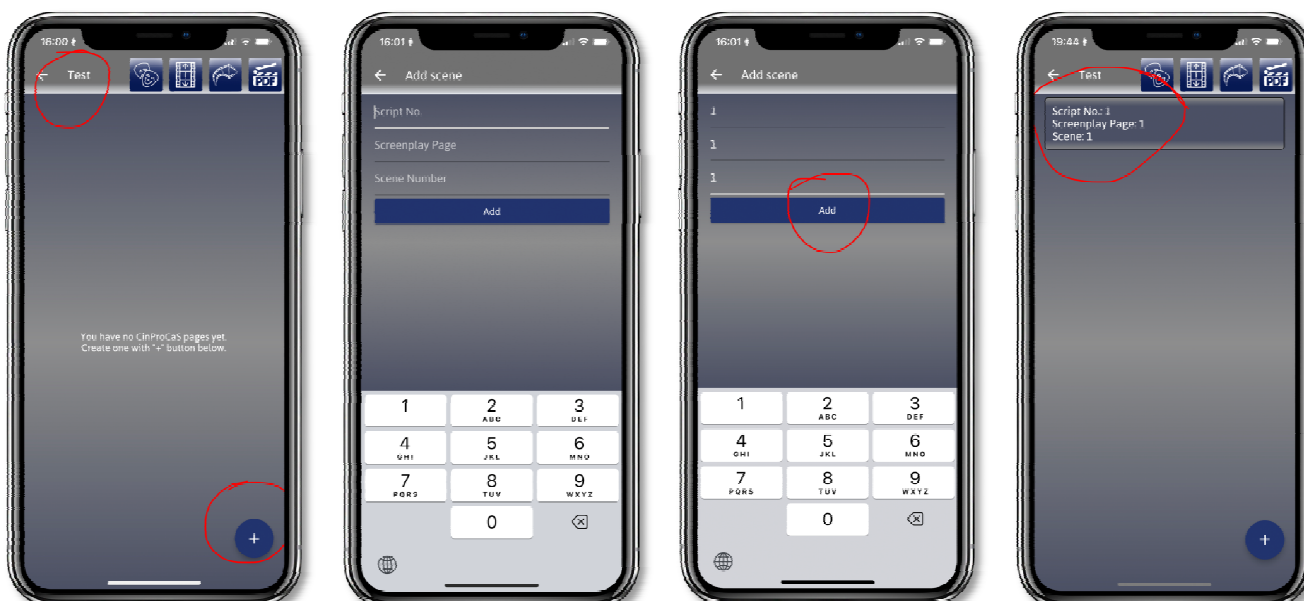 16:00
Test
PDF
You have no CinProCaS pages yet.
Create one with "+" button below.
+
16:01
Add scene
Script No.
Screenplay Page
Scene Number
Add
1
2
ABC
3
DEF
4
GHI
5
JKL
6
MNO
7
PQRS
8
TUV
9
WXYZ
0
16:01
Add scene
1
1
1
Add
1
2
ABC
3
DEF
4
GHI
5
JKL
6
MNO
7
PQRS
8
TUV
9
WXYZ
0
19:44
Test
PDF
Script No.: 1
Screenplay Page: 1
Scene: 1
+